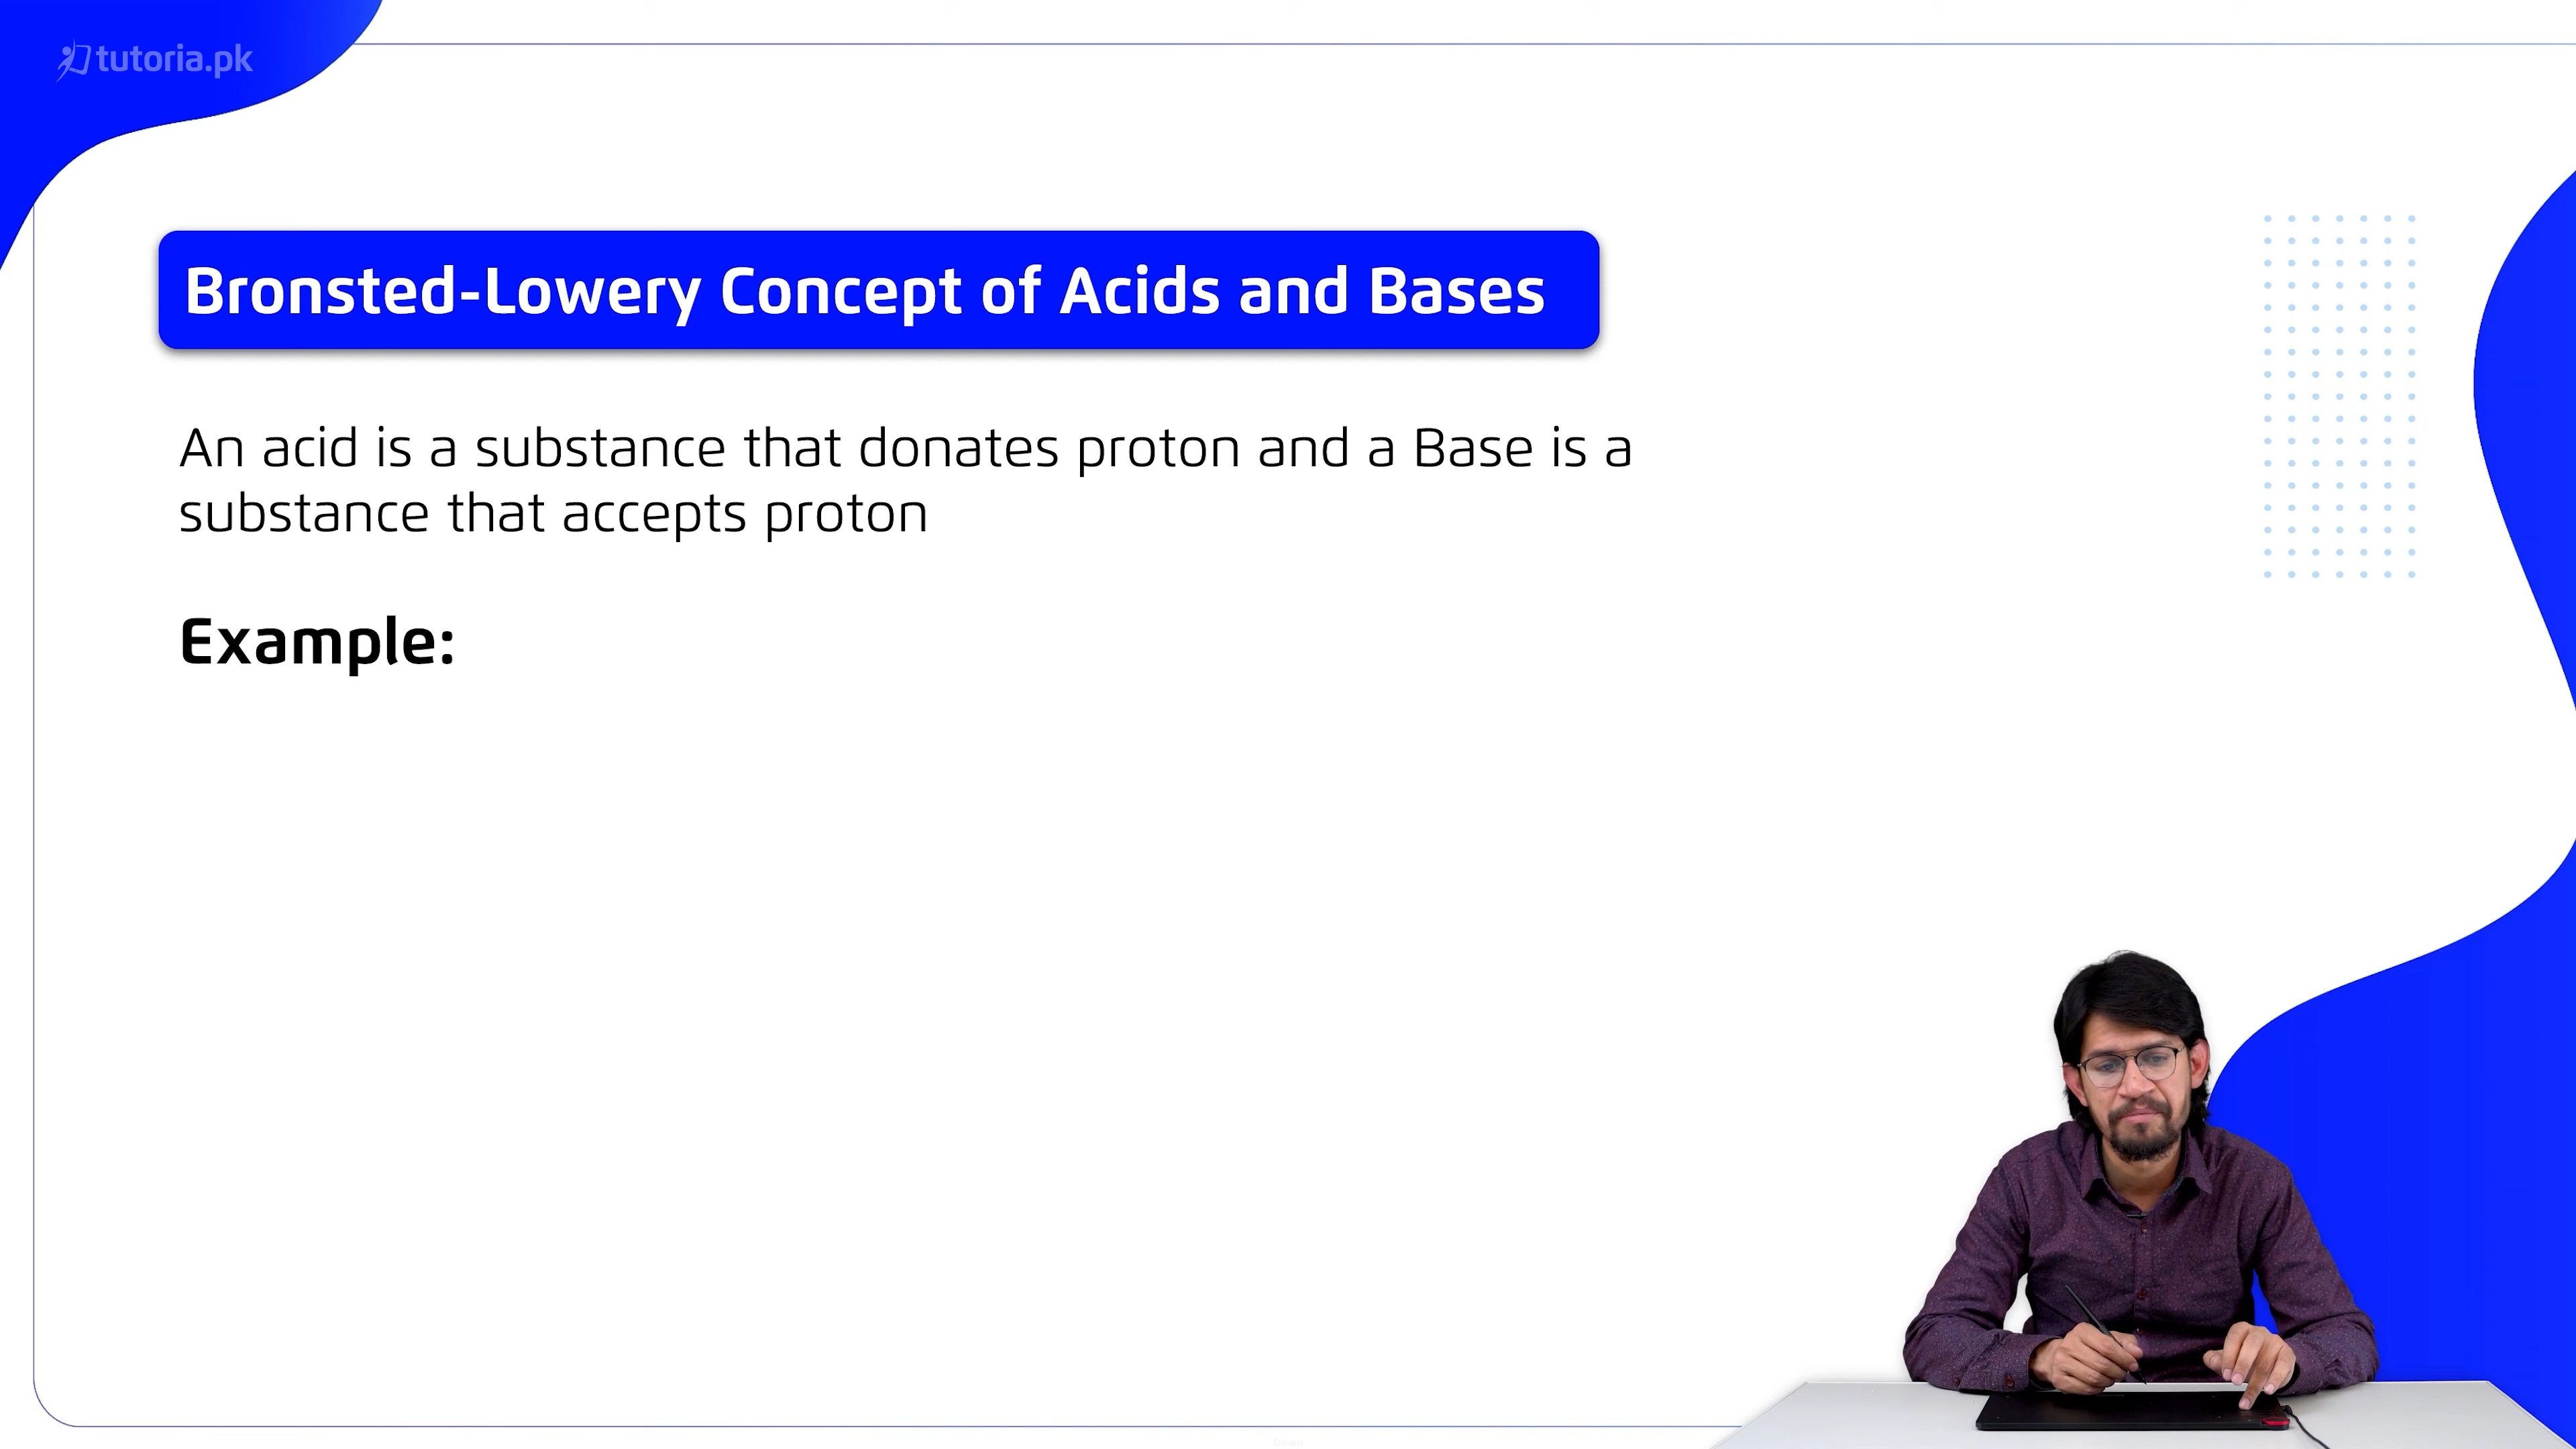 tutoria.pk
Bronsted-Lowery Concept of Acids and Bases
An acid is a substance that donates proton and a Base is a
substance that accepts proton
Example: